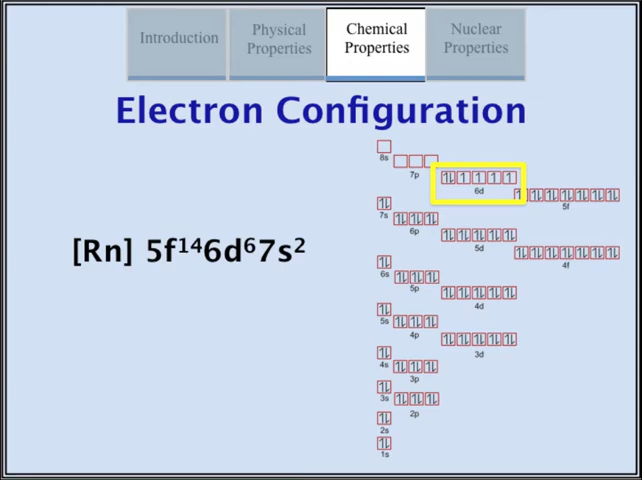 Introduction
Physical
Properties
Chemical
Properties
Nuclear
Properties
Electron Configuration
[Rn] 5f¹⁴6d⁶7s²
8s
7p
6d
5f
7s
6p
5d
4f
6s
5p
4d
5s
4p
3d
4s
3p
3s
2p
2s
1s